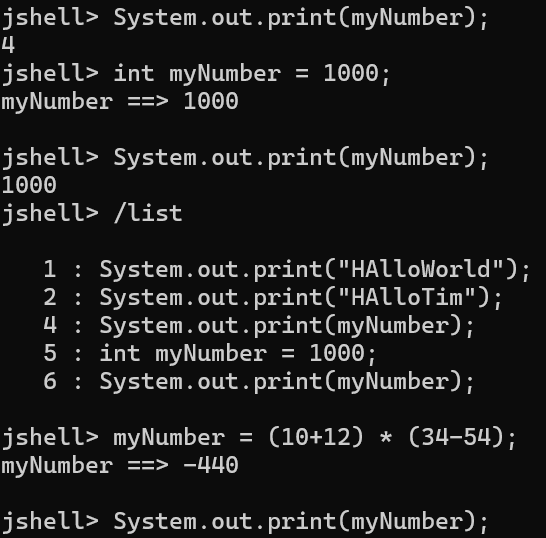 jshell> System.out.print(myNumber);
4
jshell> int myNumber = 1000;
myNumber ==> 1000
jshell> System.out.print(myNumber);
1000
jshell> /list
1 : System.out.print("HAlloWorld");
2 : System.out.print("HAlloTim");
4 : System.out.print(myNumber);
5 : int myNumber = 1000;
6 : System.out.print(myNumber);
jshell> myNumber = (10+12) * (34-54);
myNumber ==> -440
jshell> System.out.print(myNumber);